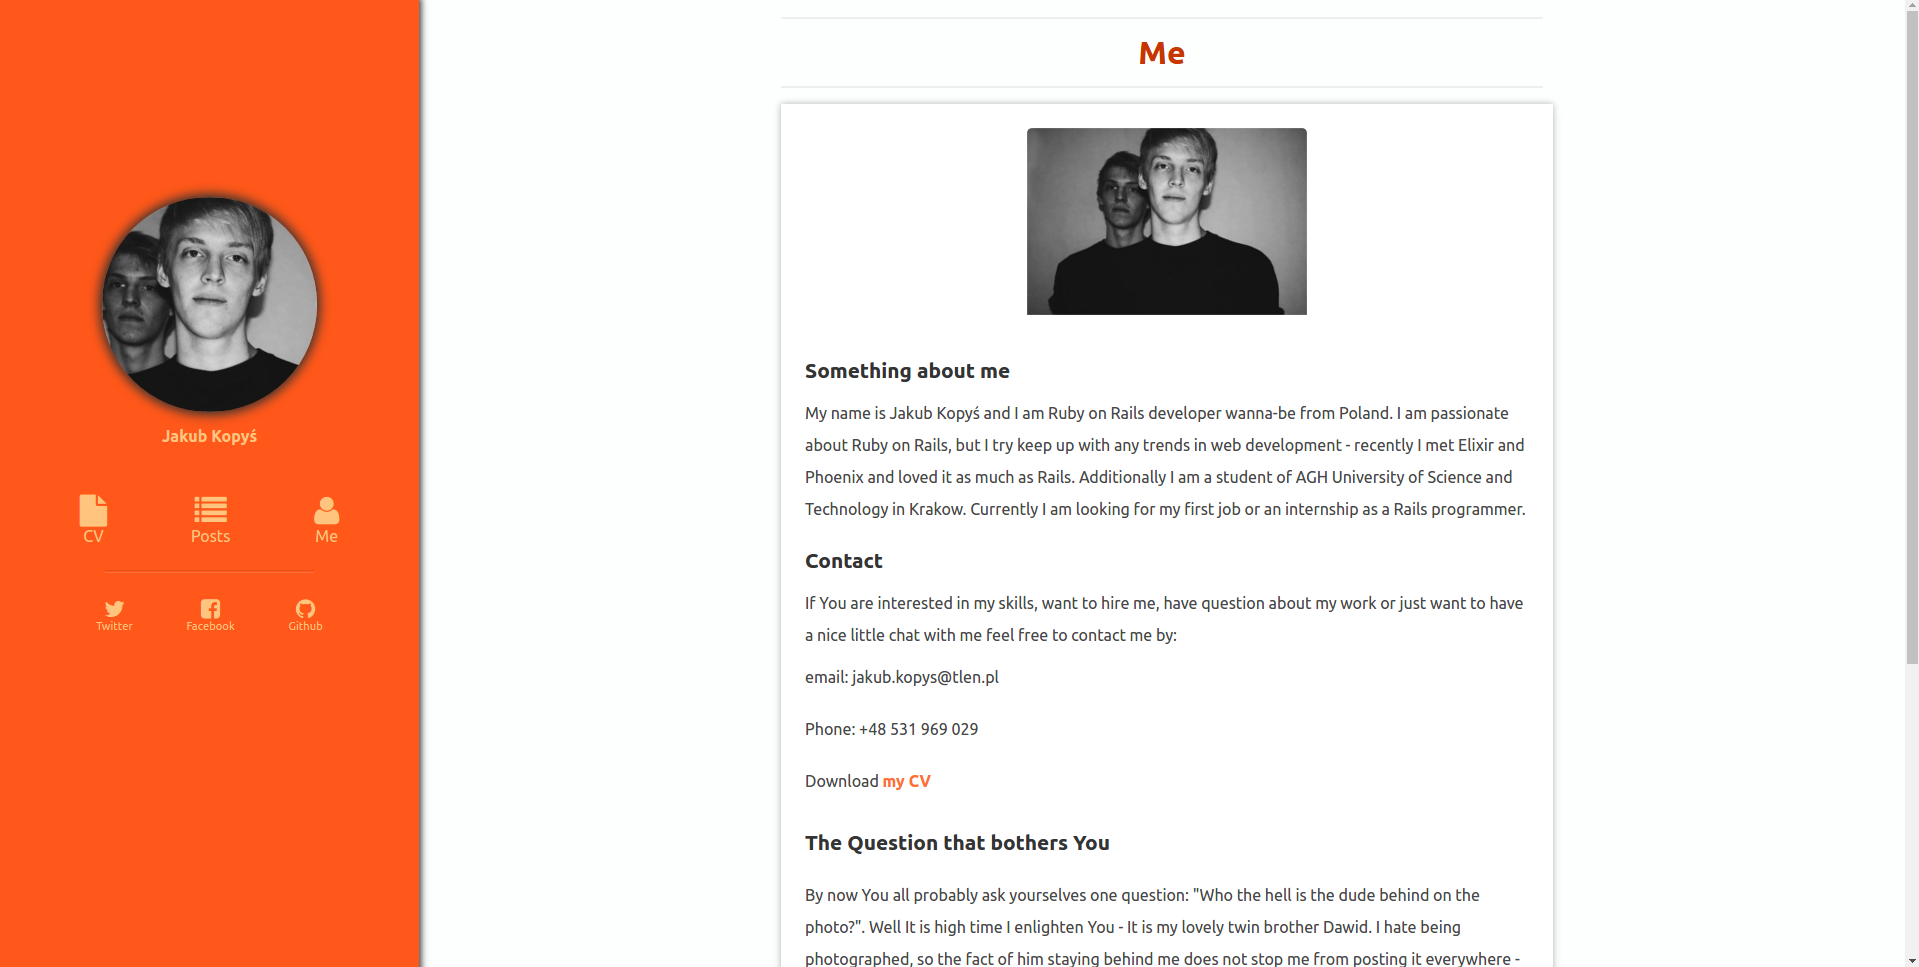 Jakub Kopyś
CV
Posts
Me
Twitter
Facebook
Github
Me
Something about me
My name is Jakub Kopyś and I am Ruby on Rails developer wanna-be from Poland. I am passionate
about Ruby on Rails, but I try keep up with any trends in web development - recently I met Elixir and
Phoenix and loved it as much as Rails. Additionally I am a student of AGH University of Science and
Technology in Krakow. Currently I am looking for my first job or an internship as a Rails programmer.
Contact
If You are interested in my skills, want to hire me, have question about my work or just want to have
a nice little chat with me feel free to contact me by:
email: jakub.kopys@tlen.pl
Phone: +48 531 969 029
Download my CV
The Question that bothers You
By now You all probably ask yourselves one question: "Who the hell is the dude behind on the
photo?". Well It is high time I enlighten You - It is my lovely twin brother Dawid. I hate being
photographed, so the fact of him staying behind me does not stop me from posting it everywhere -